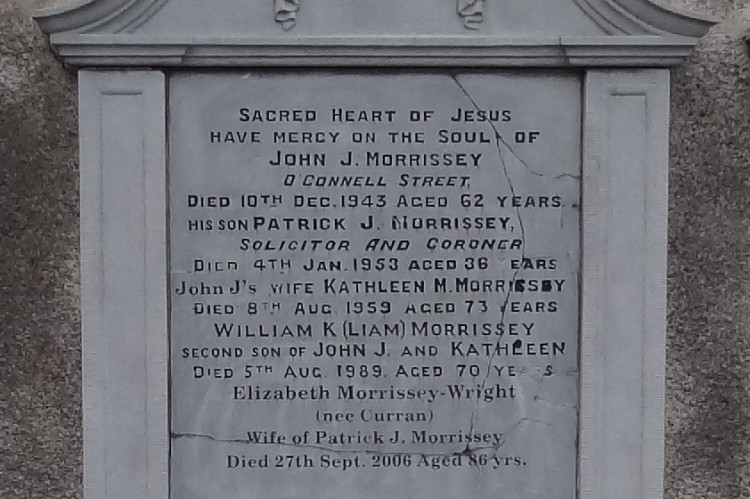 SACRED HEART OF JESUS
HAVE MERCY ON THE SOUL OF
JOHN J. MORRISSEY
O'CONNELL STREET,
DIED 10TH DEC. 1943 AGED 62 YEARS.
HIS SON PATRICK J. MORRISSEY,
SOLICITOR AND CORONER
DIED 4TH JAN. 1953 AGED 36 EARS
John J's WIFE KATHLEEN M. MORRISSEY
DIED 8TH AUG. 1959 AGED 73 YEARS
WILLIAM K (LIAM) MORRISSEY
SECOND SON OF JOHN J. AND KATHLEEN
DIED 5TH AUG. 1989. AGED 70 YE S
Elizabeth Morrissey-Wright
(nee Curran)
Wife of Patrick J. Morrissey
Died 27th Sept. 2006 Aged 86 yrs.